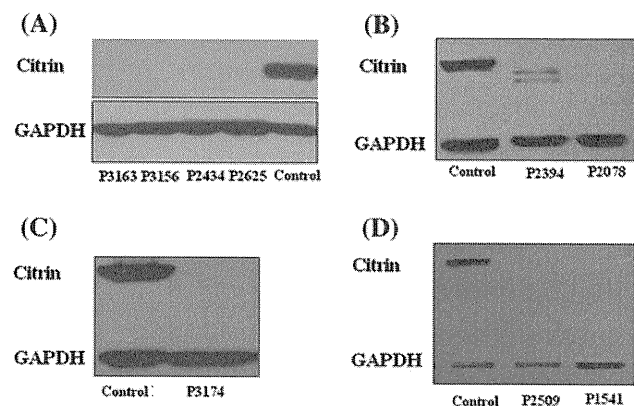 (A)
Citrin
GAPDH
P3163 P3156 P2434 P2625 Control
(B)
Citrin
GAPDH
Control P2394 P2078
(C)
Citrin
GAPDH
Control : P3174
(D)
Citrin
GAPDH
Control P2509 P1541